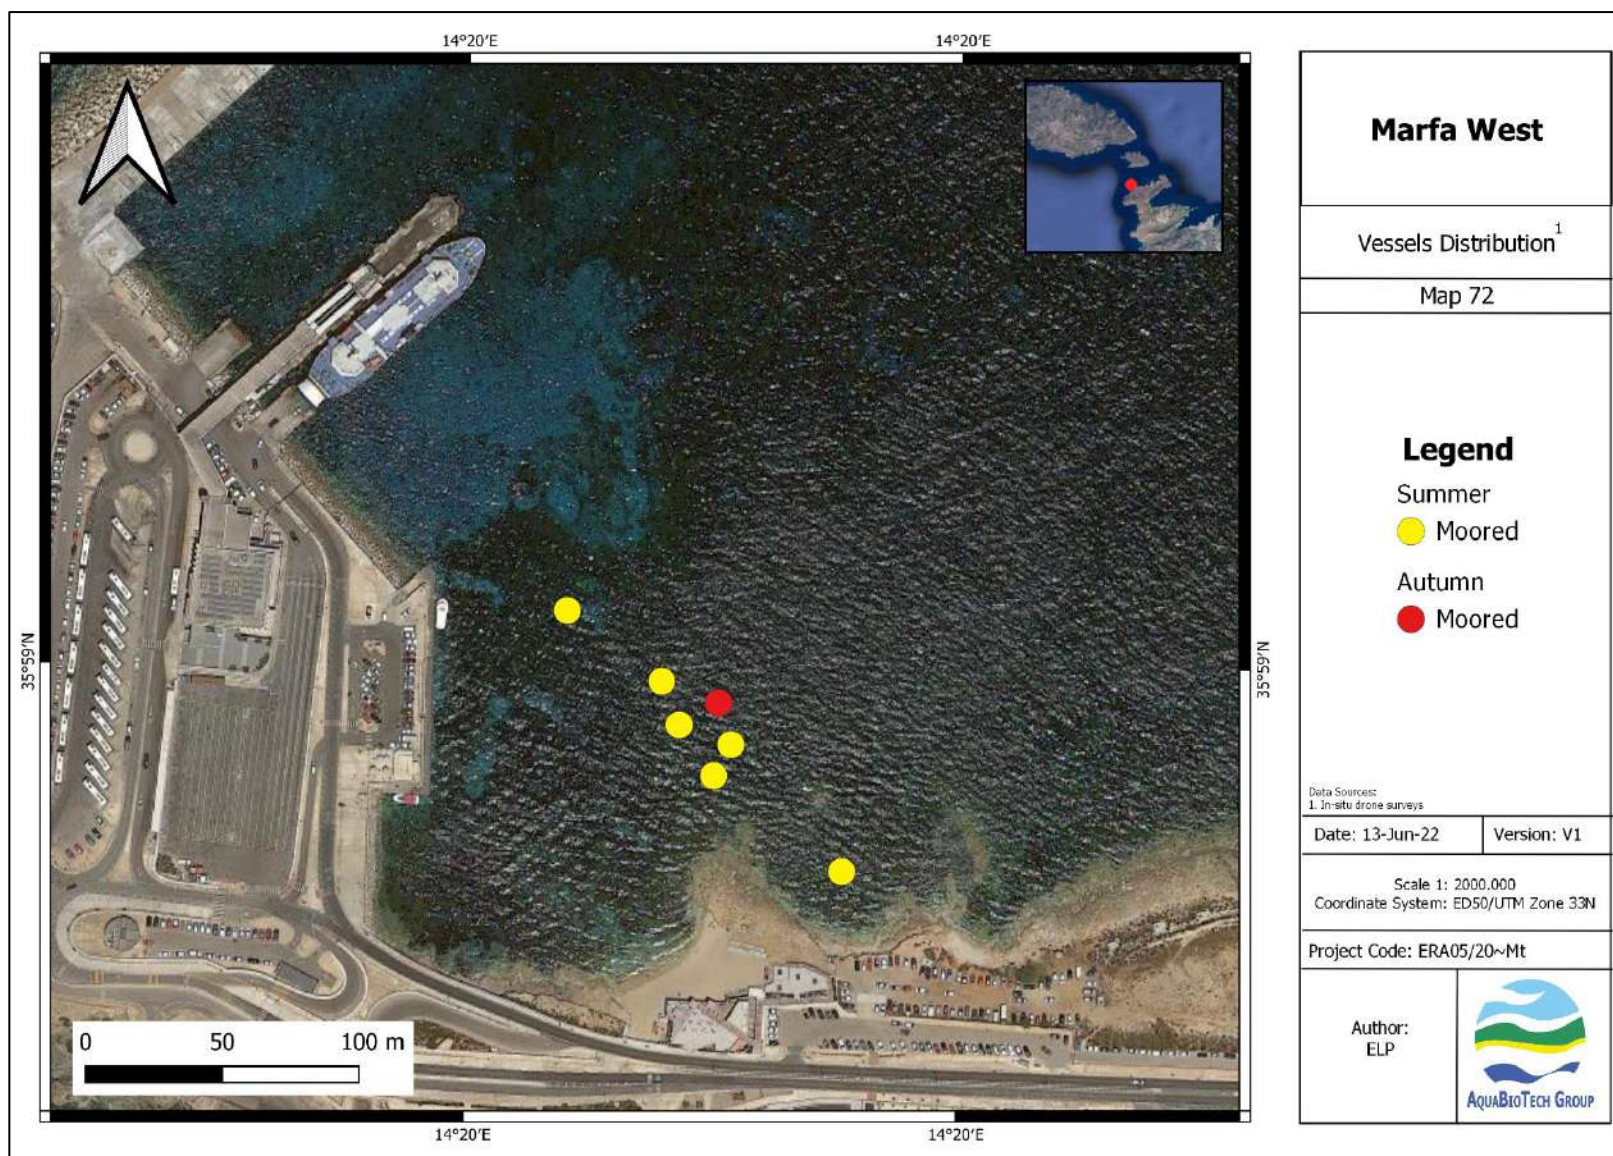 14°20'E
14°20'E
35°59'N
35°59'N
0
50
100 m
14°20'E
14°20'E
Marfa West
Vessels Distribution1
Map 72
Legend
Summer
Moored
Autumn
Moored
Data Sources:
1. In-situ drone surveys
Date: 13-Jun-22
Version: V1
Scale 1: 2000.000
Coordinate System: ED50/UTM Zone 33N
Project Code: ERA05/20~Mt
Author:
ELP
AQUABIOTECH GROUP